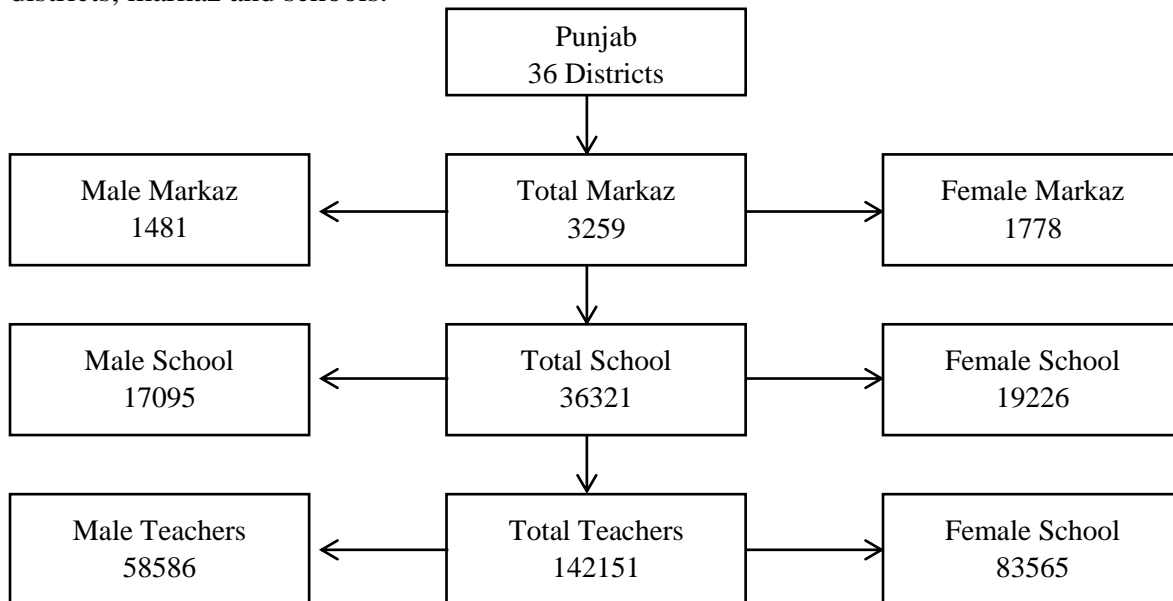 districts, markaz and schools.
Punjab
36 Districts
Male Markaz
1481
Total Markaz
3259
Female Markaz
1778
Male School
17095
Total School
36321
Female School
19226
Male Teachers
58586
Total Teachers
142151
Female School
83565